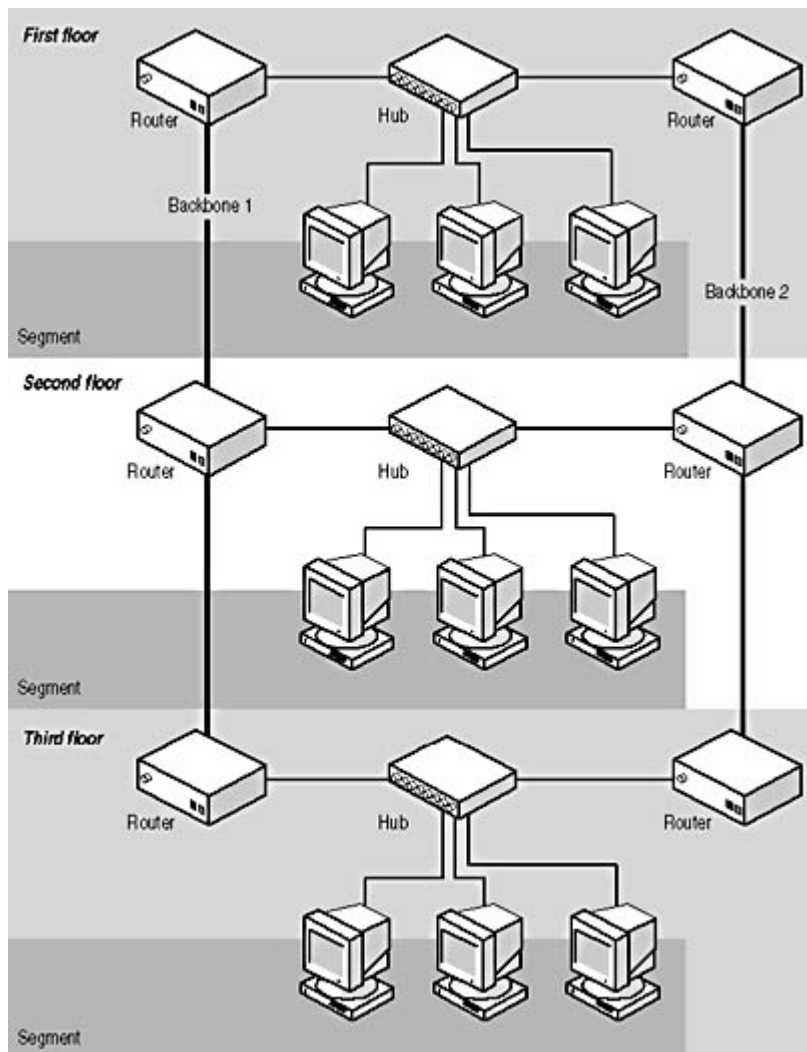 First floor
Router
Hub
Router
Backbone 1
Backbone 2
Segment
Second floor
Router
Hub
Router
Segment
Third floor
Router
Hub
Router
Segment